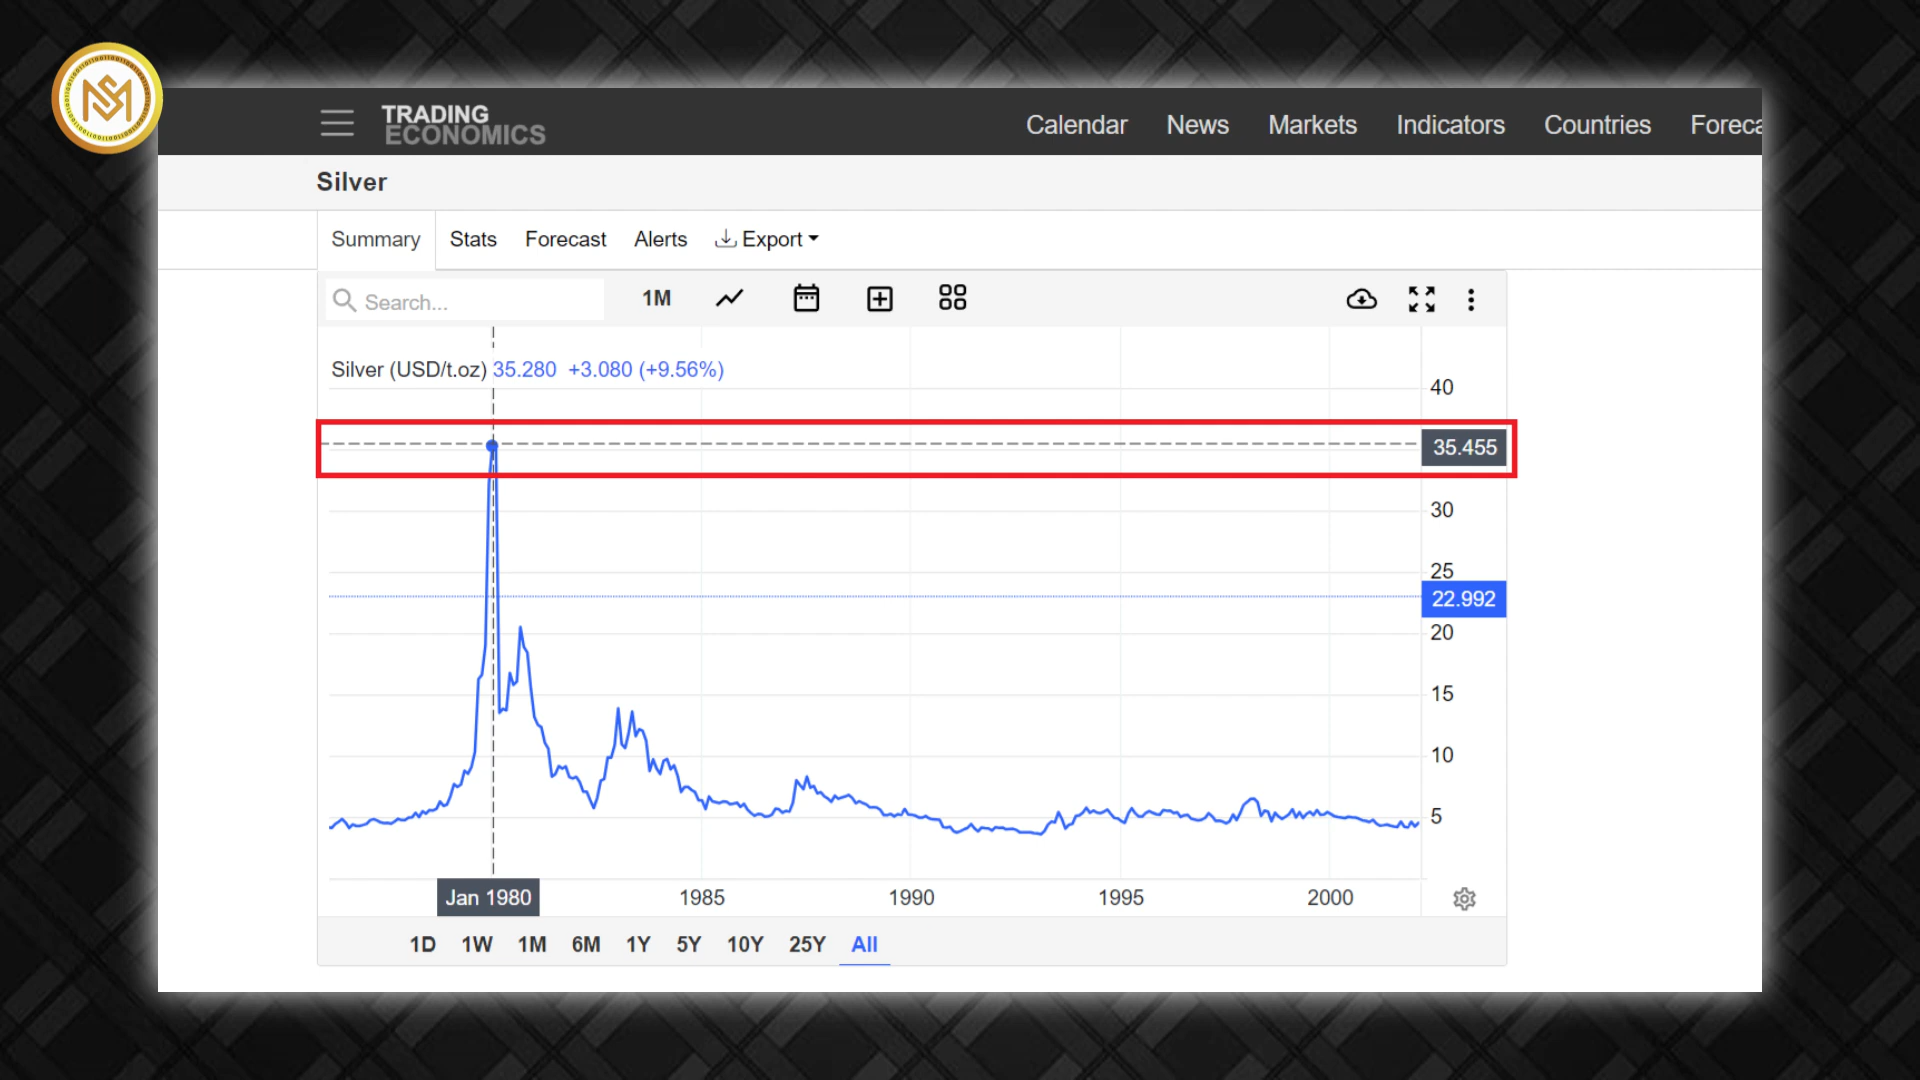 TRADING
ECONOMICS
Calendar News Markets Indicators Countries Foreca
Silver
Summary Stats Forecast Alerts Export
Search... 1M
Silver (USD/t.oz) 35.280 +3.080 (+9.56%)
40
35.455
30
25
22.992
20
15
10
5
Jan 1980 1985 1990 1995 2000
1D 1W 1M 6M 1Y 5Y 10Y 25Y All